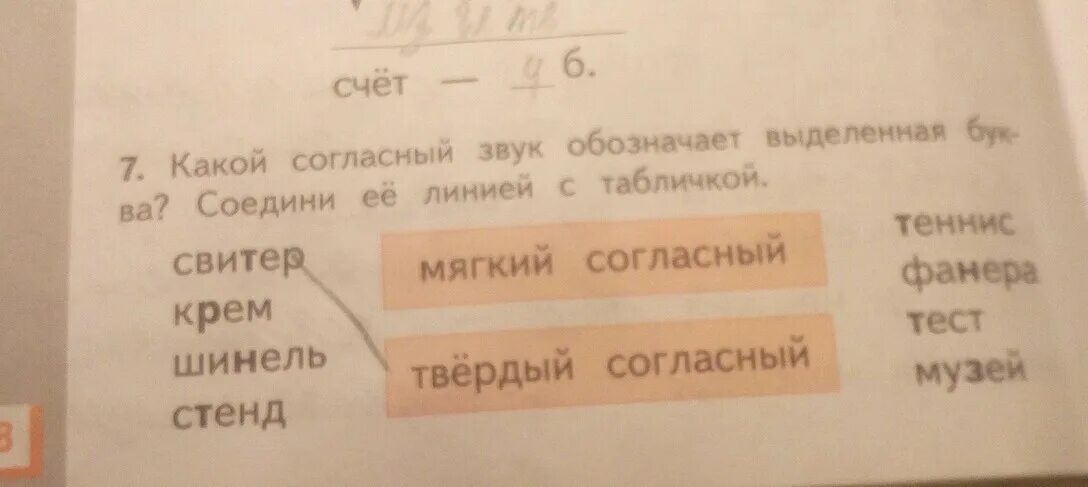 счёт — 4 б.
7. Какой согласный звук обозначает выделенная бук-
ва? Соедини её линией с табличкой.
свитер
крем
шинель
стенд
мягкий согласный
твёрдый согласный
теннис
фанера
тест
музей
8